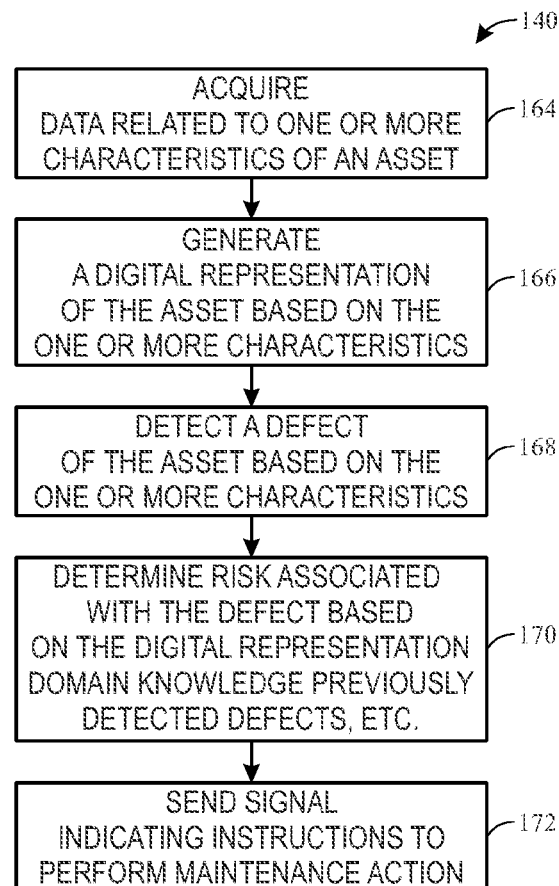 140
ACQUIRE
DATA RELATED TO ONE OR MORE
CHARACTERISTICS OF AN ASSET
164
GENERATE
A DIGITAL REPRESENTATION
OF THE ASSET BASED ON THE
ONE OR MORE CHARACTERISTICS
166
DETECT A DEFECT
OF THE ASSET BASED ON THE
ONE OR MORE CHARACTERISTICS
168
DETERMINE RISK ASSOCIATED
WITH THE DEFECT BASED
ON THE DIGITAL REPRESENTATION
DOMAIN KNOWLEDGE PREVIOUSLY
DETECTED DEFECTS, ETC.
170
SEND SIGNAL
INDICATING INSTRUCTIONS TO
PERFORM MAINTENANCE ACTION
172